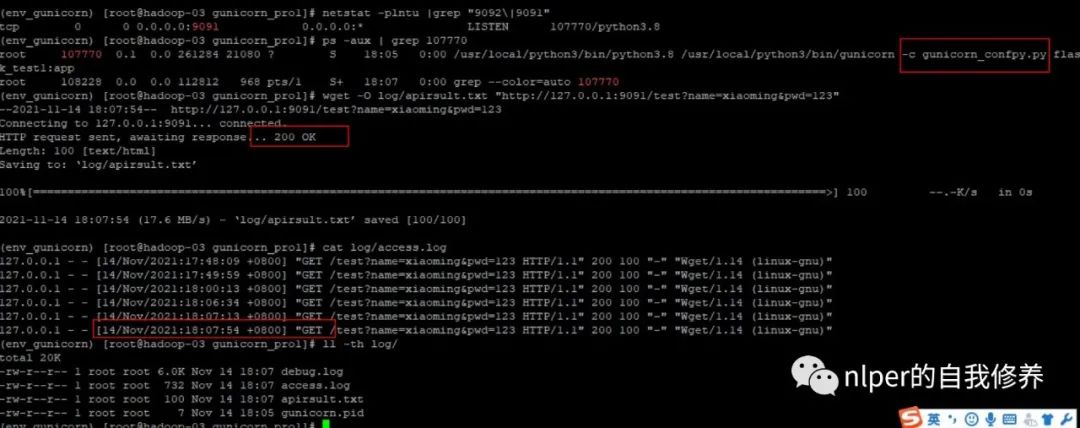 (env_gunicorn) [root@hadoop-03 gunicorn_pro1]# netstat -plntu |grep "9092\|9091"
tcp 0 0 0.0.0.0:9091 0.0.0.0:* LISTEN 107770/python3.8
(env_gunicorn) [root@hadoop-03 gunicorn_pro1]# ps -aux | grep 107770
root 107770 0.1 0.0 261284 21080 ? S 18:05 0:00 /usr/local/python3/bin/python3.8 /usr/local/python3/bin/gunicorn -c gunicorn_confpy.py flas
k_test1:app
root 108228 0.0 0.0 112812 968 pts/1 S+ 18:07 0:00 grep --color=auto 107770
(env_gunicorn) [root@hadoop-03 gunicorn_pro1]# wget -O log/apirsult.txt "http://127.0.0.1:9091/test?name=xiaoming&pwd=123"
--2021-11-14 18:07:54-- http://127.0.0.1:9091/test?name=xiaoming&pwd=123
Connecting to 127.0.0.1:9091... connected.
HTTP request sent, awaiting response... 200 OK
Length: 100 [text/html]
Saving to: ‘log/apirsult.txt’
100%[=====================================================================================================>] 100 --.-K/s in 0s
2021-11-14 18:07:54 (17.6 MB/s) - ‘log/apirsult.txt’ saved [100/100]
(env_gunicorn) [root@hadoop-03 gunicorn_pro1]# cat log/access.log
127.0.0.1 - - [14/Nov/2021:17:48:09 +0800] "GET /test?name=xiaoming&pwd=123 HTTP/1.1" 200 100 "-" "Wget/1.14 (linux-gnu)"
127.0.0.1 - - [14/Nov/2021:17:49:59 +0800] "GET /test?name=xiaoming&pwd=123 HTTP/1.1" 200 100 "-" "Wget/1.14 (linux-gnu)"
127.0.0.1 - - [14/Nov/2021:18:00:13 +0800] "GET /test?name=xiaoming&pwd=123 HTTP/1.1" 200 100 "-" "Wget/1.14 (linux-gnu)"
127.0.0.1 - - [14/Nov/2021:18:06:34 +0800] "GET /test?name=xiaoming&pwd=123 HTTP/1.1" 200 100 "-" "Wget/1.14 (linux-gnu)"
127.0.0.1 - - [14/Nov/2021:18:07:13 +0800] "GET /test?name=xiaoming&pwd=123 HTTP/1.1" 200 100 "-" "Wget/1.14 (linux-gnu)"
127.0.0.1 - - [14/Nov/2021:18:07:54 +0800] "GET /test?name=xiaoming&pwd=123 HTTP/1.1" 200 100 "-" "Wget/1.14 (linux-gnu)"
(env_gunicorn) [root@hadoop-03 gunicorn_pro1]# ll -th log/
total 20K
-rw-r--r-- 1 root root 6.0K Nov 14 18:07 debug.log
-rw-r--r-- 1 root root 732 Nov 14 18:07 access.log
-rw-r--r-- 1 root root 100 Nov 14 18:07 apirsult.txt
-rw-r--r-- 1 root root 7 Nov 14 18:05 gunicorn.pid
(env_gunicorn) [root@hadoop-03 gunicorn_pro1]#
nlper的自我修养
S 英